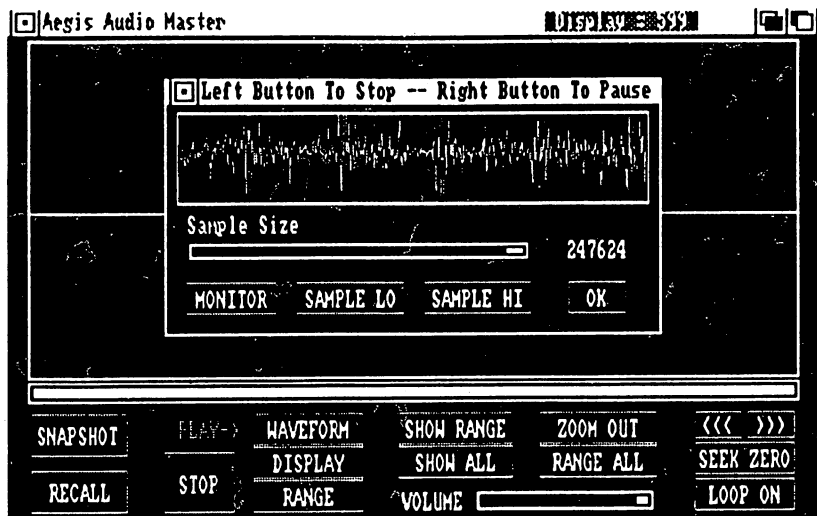 Aegis Audio Master Display = 599
Left Button To Stop -- Right Button To Pause
Sample Size
247624
MONITOR SAMPLE LO SAMPLE HI OK
SNAPSHOT PLAY-> WAVEFORM SHOW RANGE ZOOM OUT <<< >>>
DISPLAY SHOW ALL RANGE ALL SEEK ZERO
RECALL STOP RANGE VOLUME LOOP ON